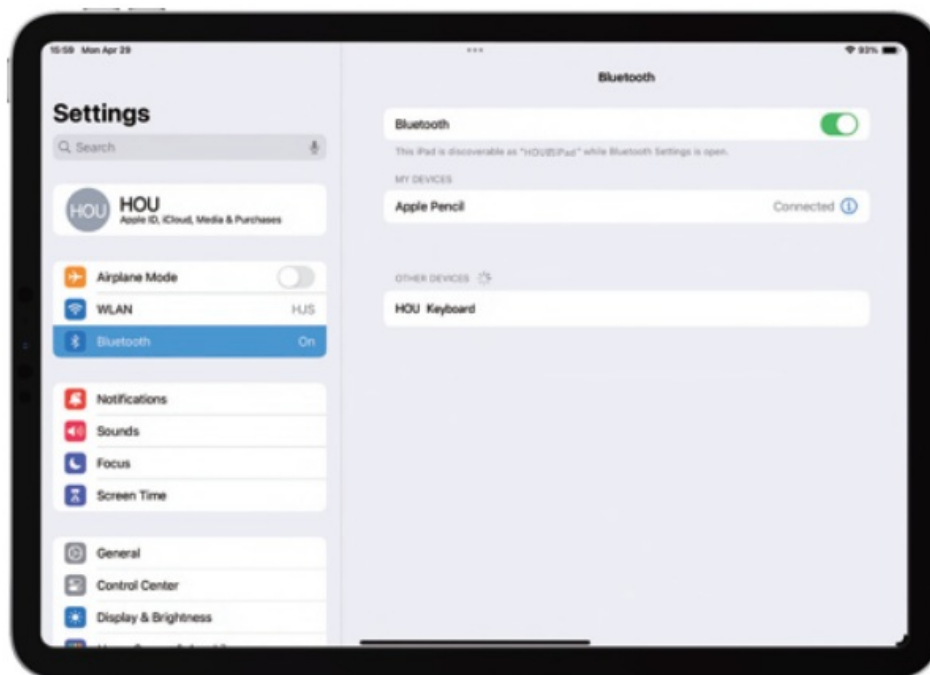 15:59 Mon Apr 29
93%
Bluetooth
Settings
Search
HOU
HOU
Apple ID, iCloud, Media & Purchases
Airplane Mode
WLAN HJS
Bluetooth On
Notifications
Sounds
Focus
Screen Time
General
Control Center
Display & Brightness
Bluetooth
This iPad is discoverable as "HOU的iPad" while Bluetooth Settings is open.
MY DEVICES
Apple Pencil Connected
OTHER DEVICES
HOU Keyboard